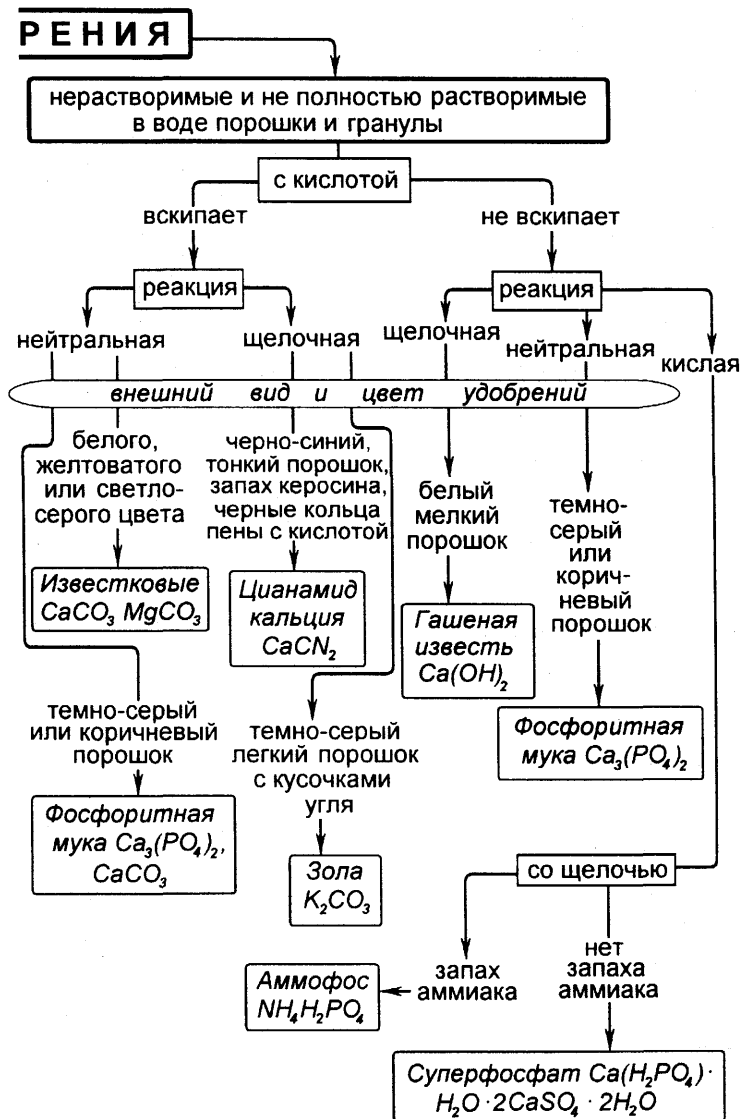 РЕНИЯ
нерастворимые и не полностью растворимые
в воде порошки и гранулы
с кислотой
вскипает
не вскипает
реакция
реакция
нейтральная
щелочная
щелочная
нейтральная
кислая
внешний вид и цвет удобрений
белого,
желтоватого
или светло-
серого цвета
черно-синий,
тонкий порошок,
запах керосина,
черные кольца
пены с кислотой
белый
мелкий
порошок
темно-
серый
или
корич-
невый
порошок
Известковые
CaCO₃ MgCO₃
Цианамид
кальция
CaCN₂
Гашеная
известь
Ca(OH)₂
темно-серый
или коричневый
порошок
темно-серый
легкий порошок
с кусочками
угля
Фосфоритная
мука Ca₃(PO₄)₂
Фосфоритная
мука Ca₃(PO₄)₂,
CaCO₃
Зола
K₂CO₃
со щелочью
запах
аммиака
нет
запаха
аммиака
Аммофос
NH₄H₂PO₄
Суперфосфат Ca(H₂PO₄)·
H₂O·2CaSO₄·2H₂O